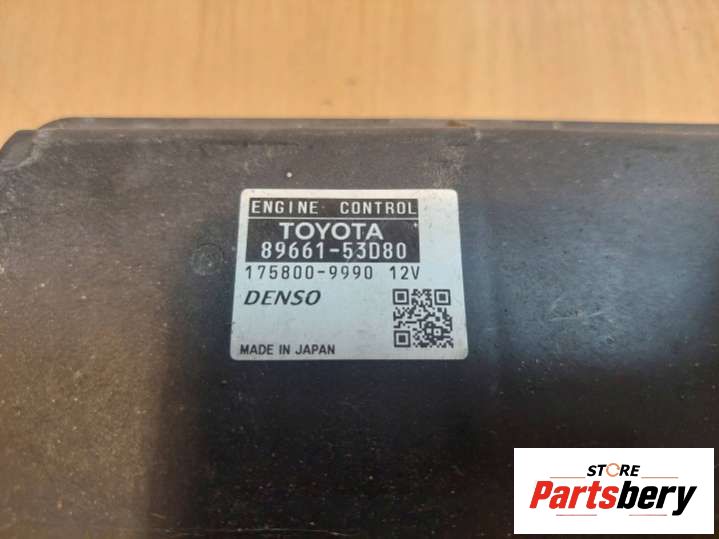 ENGINE CONTROL
TOYOTA
89661-53D80
175800-9990 12V
DENSO
MADE IN JAPAN
STORE
Partsbery